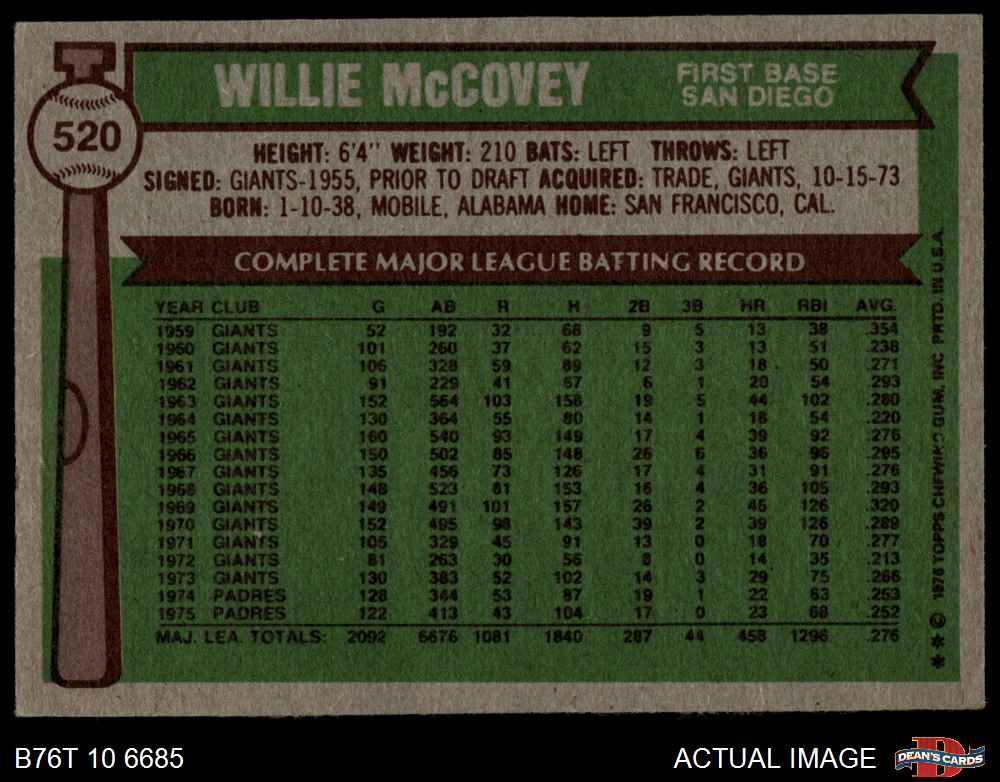 520
WILLIE McCOVEY
FIRST BASE
SAN DIEGO
HEIGHT: 6'4" WEIGHT: 210 BATS: LEFT THROWS: LEFT
SIGNED: GIANTS-1955, PRIOR TO DRAFT ACQUIRED: TRADE, GIANTS, 10-15-73
BORN: 1-10-38, MOBILE, ALABAMA HOME: SAN FRANCISCO, CAL.
COMPLETE MAJOR LEAGUE BATTING RECORD
YEAR CLUB G AB R H 2B 3B HR RBI AVG.
1959 GIANTS 52 192 32 68 9 5 13 38 .354
1960 GIANTS 101 260 37 62 15 3 13 51 .238
1961 GIANTS 106 328 59 89 12 3 18 50 .271
1962 GIANTS 91 229 41 67 6 1 20 54 .293
1963 GIANTS 152 564 103 158 19 5 44 102 .280
1964 GIANTS 130 364 55 80 14 1 18 54 .220
1965 GIANTS 160 540 93 149 17 4 39 92 .276
1966 GIANTS 150 502 85 148 26 6 36 96 .295
1967 GIANTS 135 456 73 126 17 4 31 91 .276
1968 GIANTS 148 523 81 153 16 4 36 105 .293
1969 GIANTS 149 491 101 157 26 2 45 126 .320
1970 GIANTS 152 495 98 143 39 2 39 126 .289
1971 GIANTS 105 329 45 91 13 0 18 70 .277
1972 GIANTS 81 263 30 56 8 0 14 35 .213
1973 GIANTS 130 383 52 102 14 3 29 75 .266
1974 PADRES 128 344 53 87 19 1 22 63 .253
1975 PADRES 122 413 43 104 17 0 23 68 .252
MAJ. LEA. TOTALS: 2092 6676 1081 1840 287 44 458 1296 .276
* * © 1976 TOPPS CHEWING GUM, INC PRTD. IN U.S.A.
B76T 10 6685
ACTUAL IMAGE
D
DEAN'S CARDS